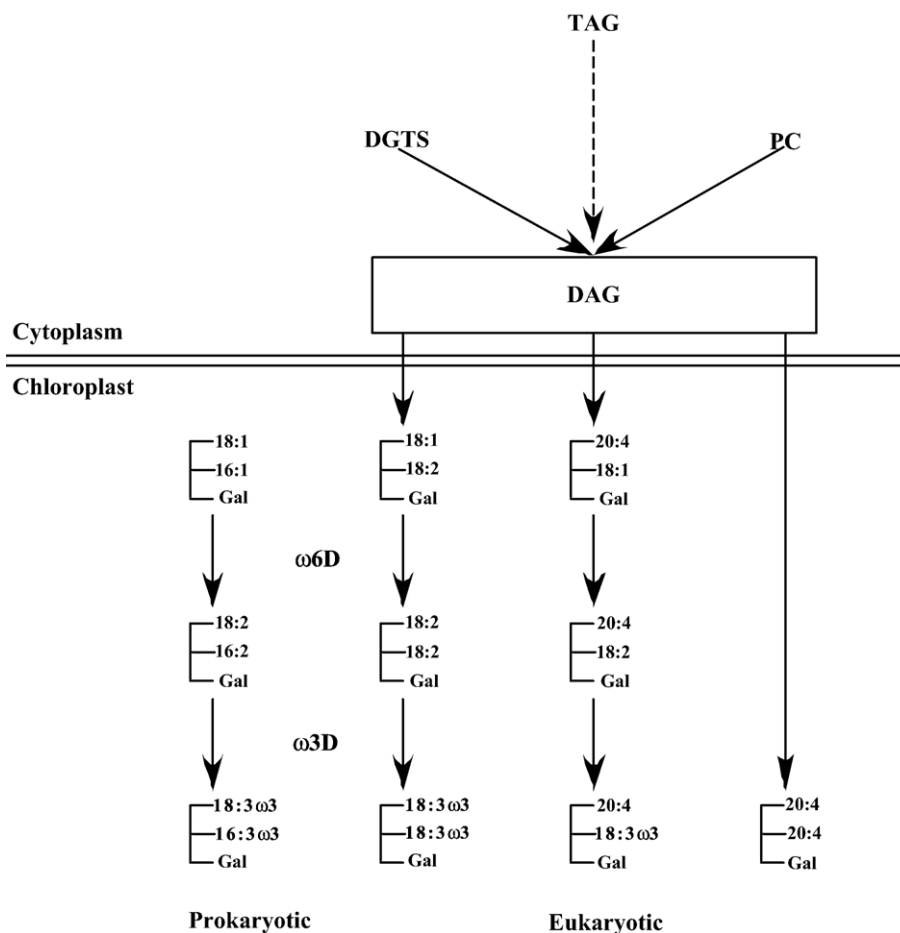 TAG
DGTS
PC
DAG
Cytoplasm
Chloroplast
18:1
16:1
Gal
18:1
18:2
Gal
20:4
18:1
Gal
ω6D
18:2
16:2
Gal
18:2
18:2
Gal
20:4
18:2
Gal
ω3D
18:3ω3
16:3ω3
Gal
18:3ω3
18:3ω3
Gal
20:4
18:3ω3
Gal
20:4
20:4
Gal
Prokaryotic
Eukaryotic